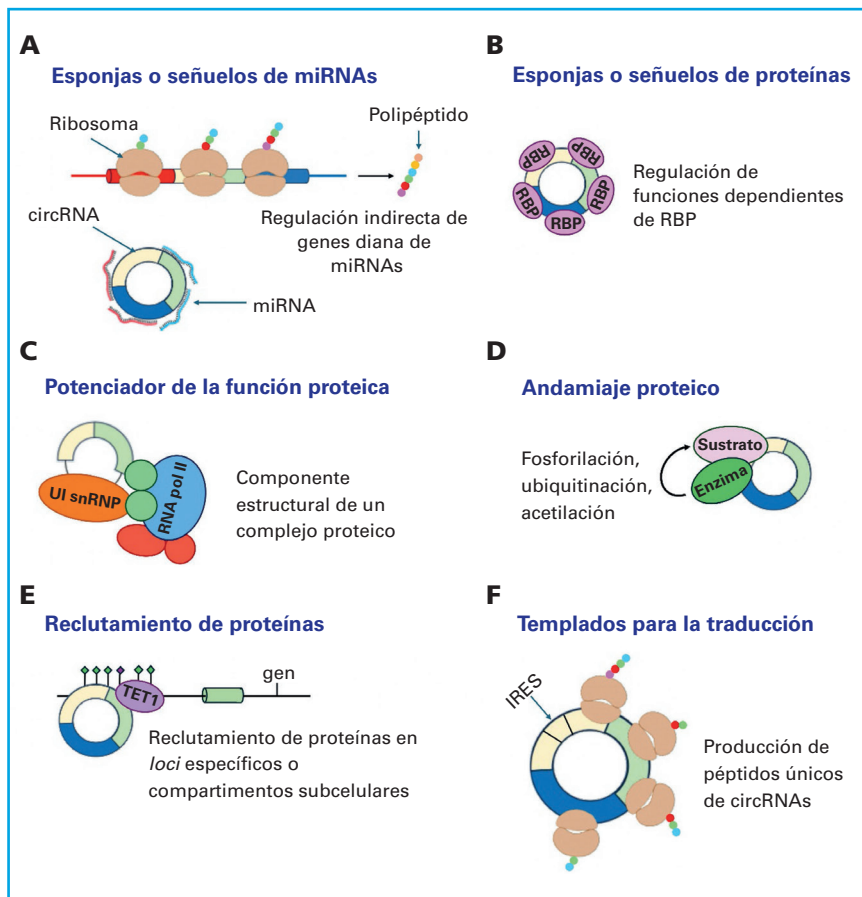 A
Esponjas o señuelos de miRNAs
Ribosoma
Polipéptido
circRNA
Regulación indirecta de
genes diana de
miRNAs
miRNA
B
Esponjas o señuelos de proteínas
RBP
RBP
RBP
RBP
RBP
Regulación de
funciones dependientes
de RBP
C
Potenciador de la función proteica
UI snRNP
RNA pol II
Componente
estructural de un
complejo proteico
D
Andamiaje proteico
Fosforilación,
ubiquitinación,
acetilación
Sustrato
Enzima
E
Reclutamiento de proteínas
TET1
gen
Reclutamiento de proteínas en
loci específicos o
compartimentos subcelulares
F
Templados para la traducción
IRES
Producción de
péptidos únicos
de circRNAs